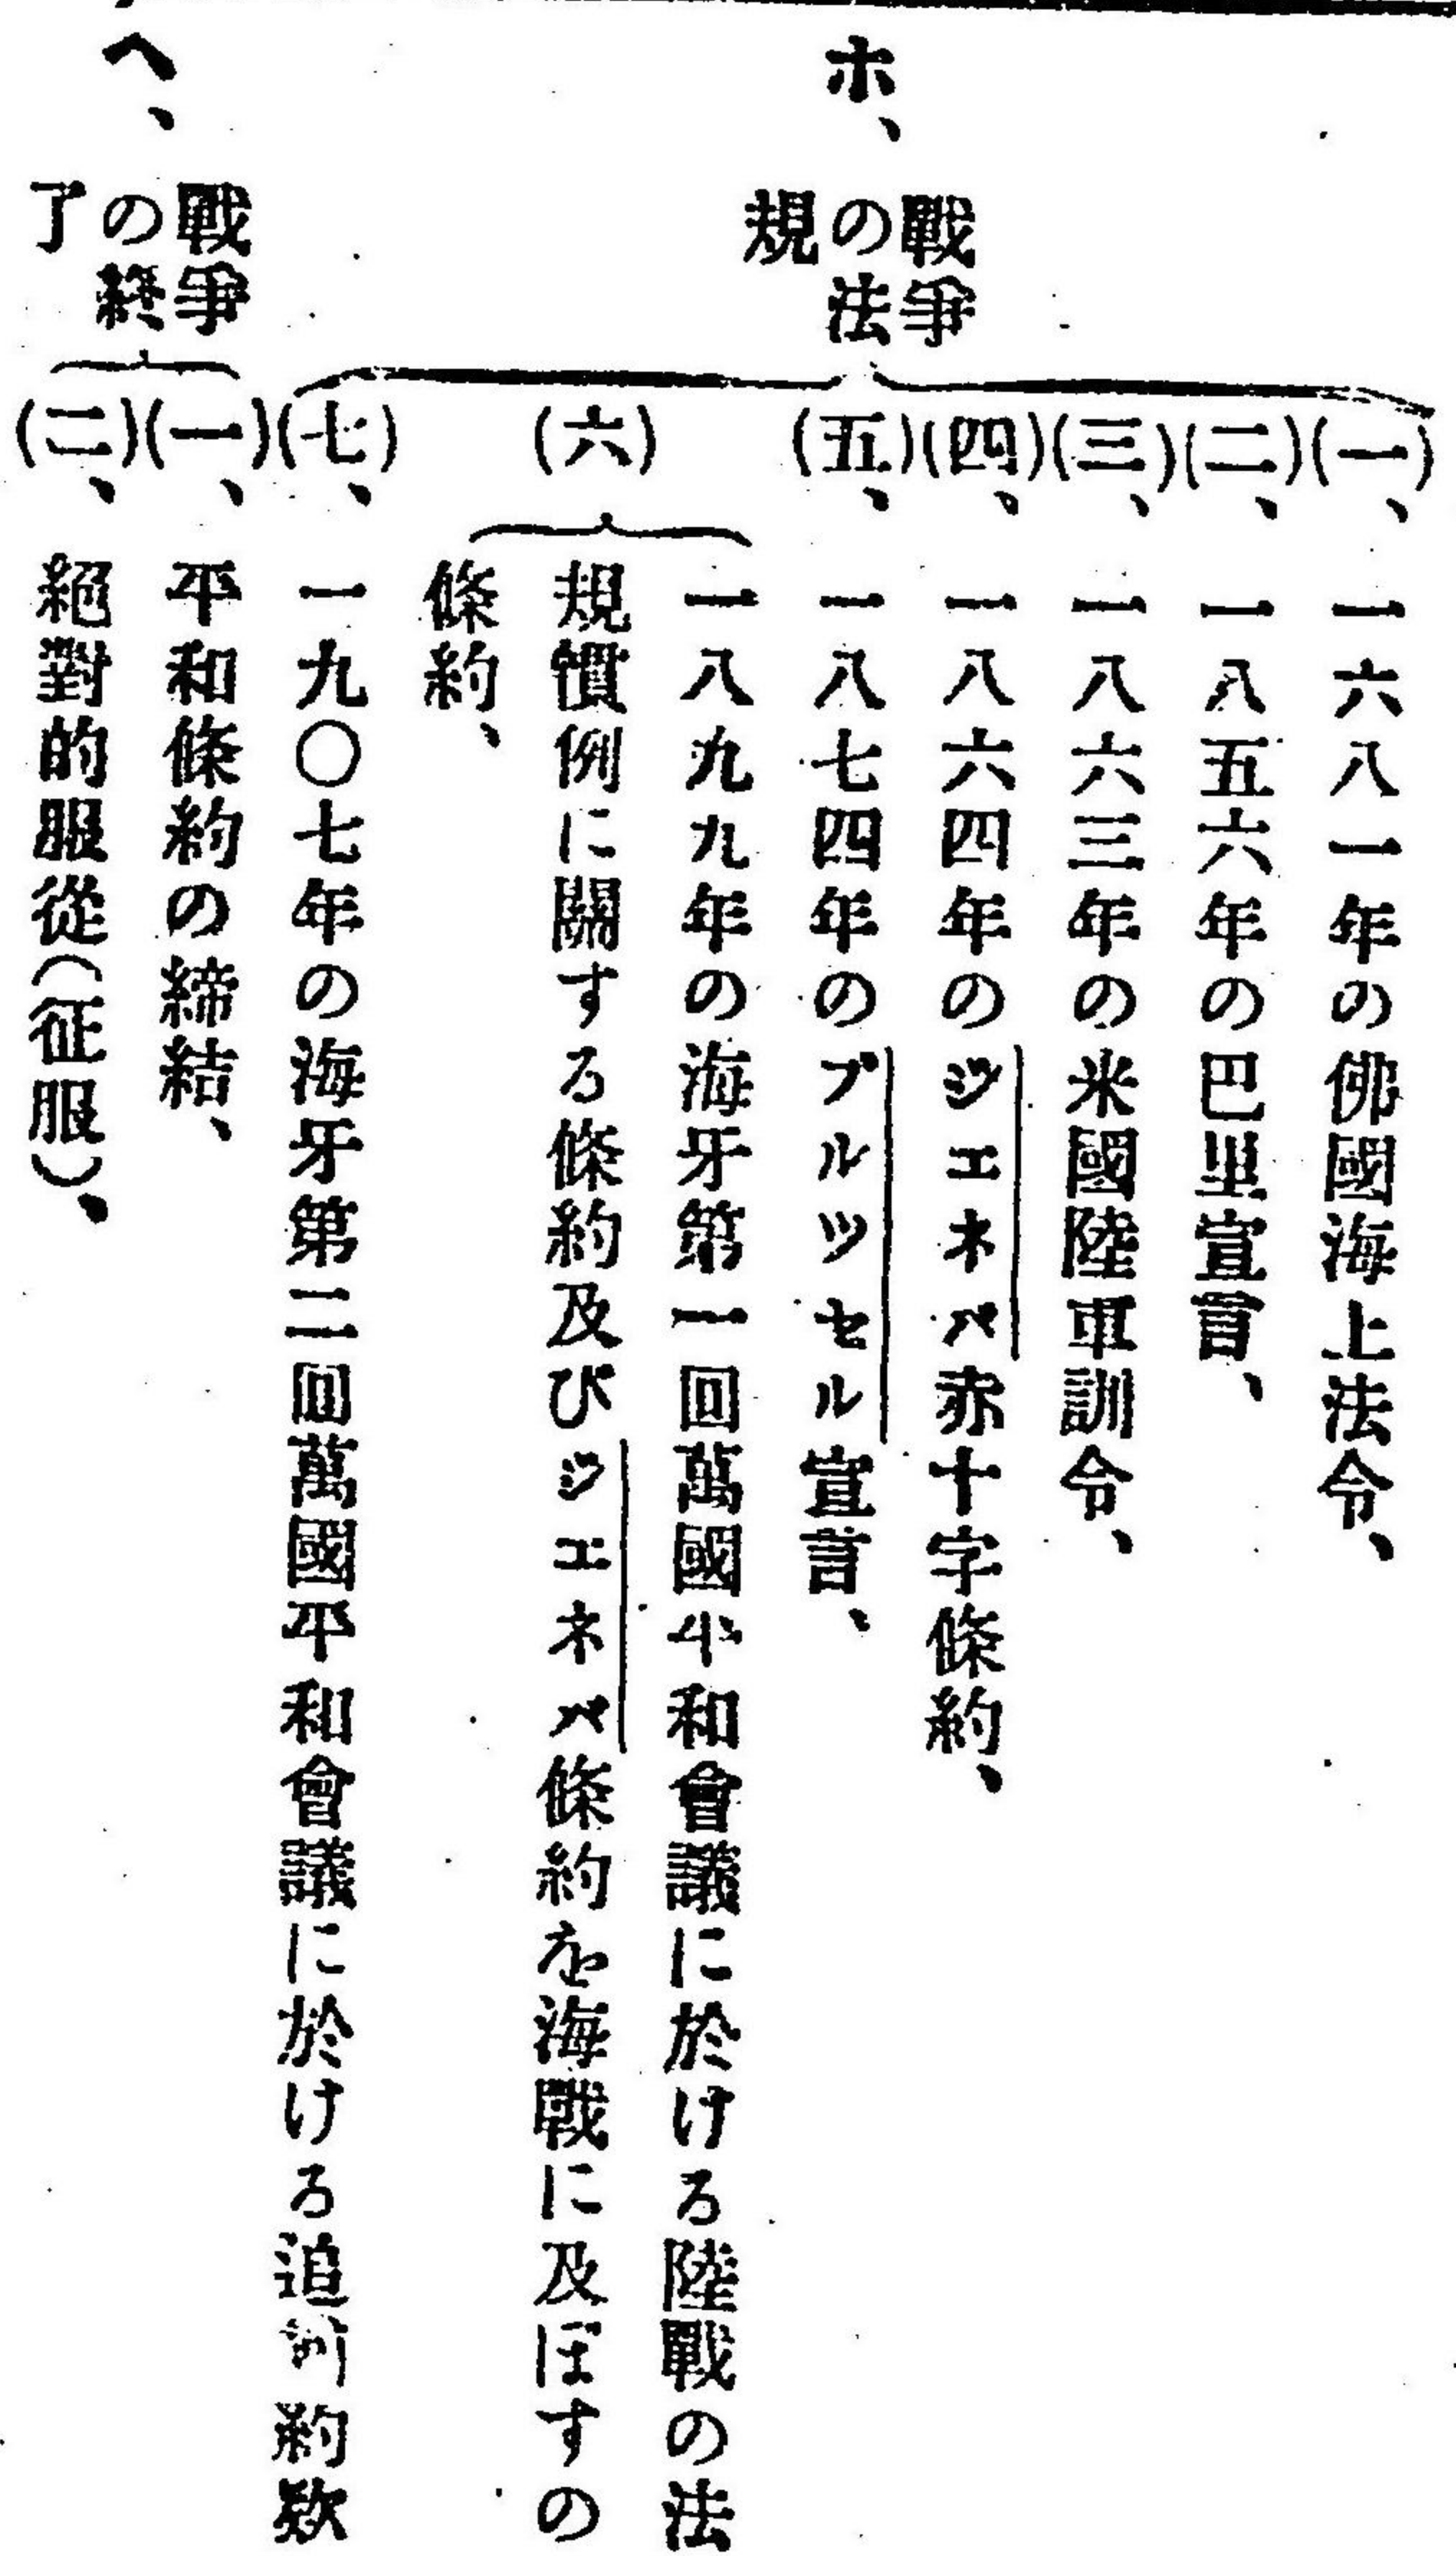 ホ、
戰爭
の法
規
(一、)
一六八一年の佛國海上法令、
(二、)
一八五六年の巴里宣言、
(三、)
一八六三年の米國陸軍訓令、
(四、)
一八六四年のジエネバ赤十字條約、
(五、)
一八七四年のブルツセル宣言、
(六)
一八九九年の海牙第一回萬國平和會議に於ける陸戰の法
規慣例に關する條約及びジエネバ條約を海戰に及ぼすの
條約、
(七、)
一九〇七年の海牙第二回萬國平和會議に於ける追約欵
ヘ、
戰爭
の終
了
(一、)
平和條約の締結、
(二、)
絕對的服從(征服)、